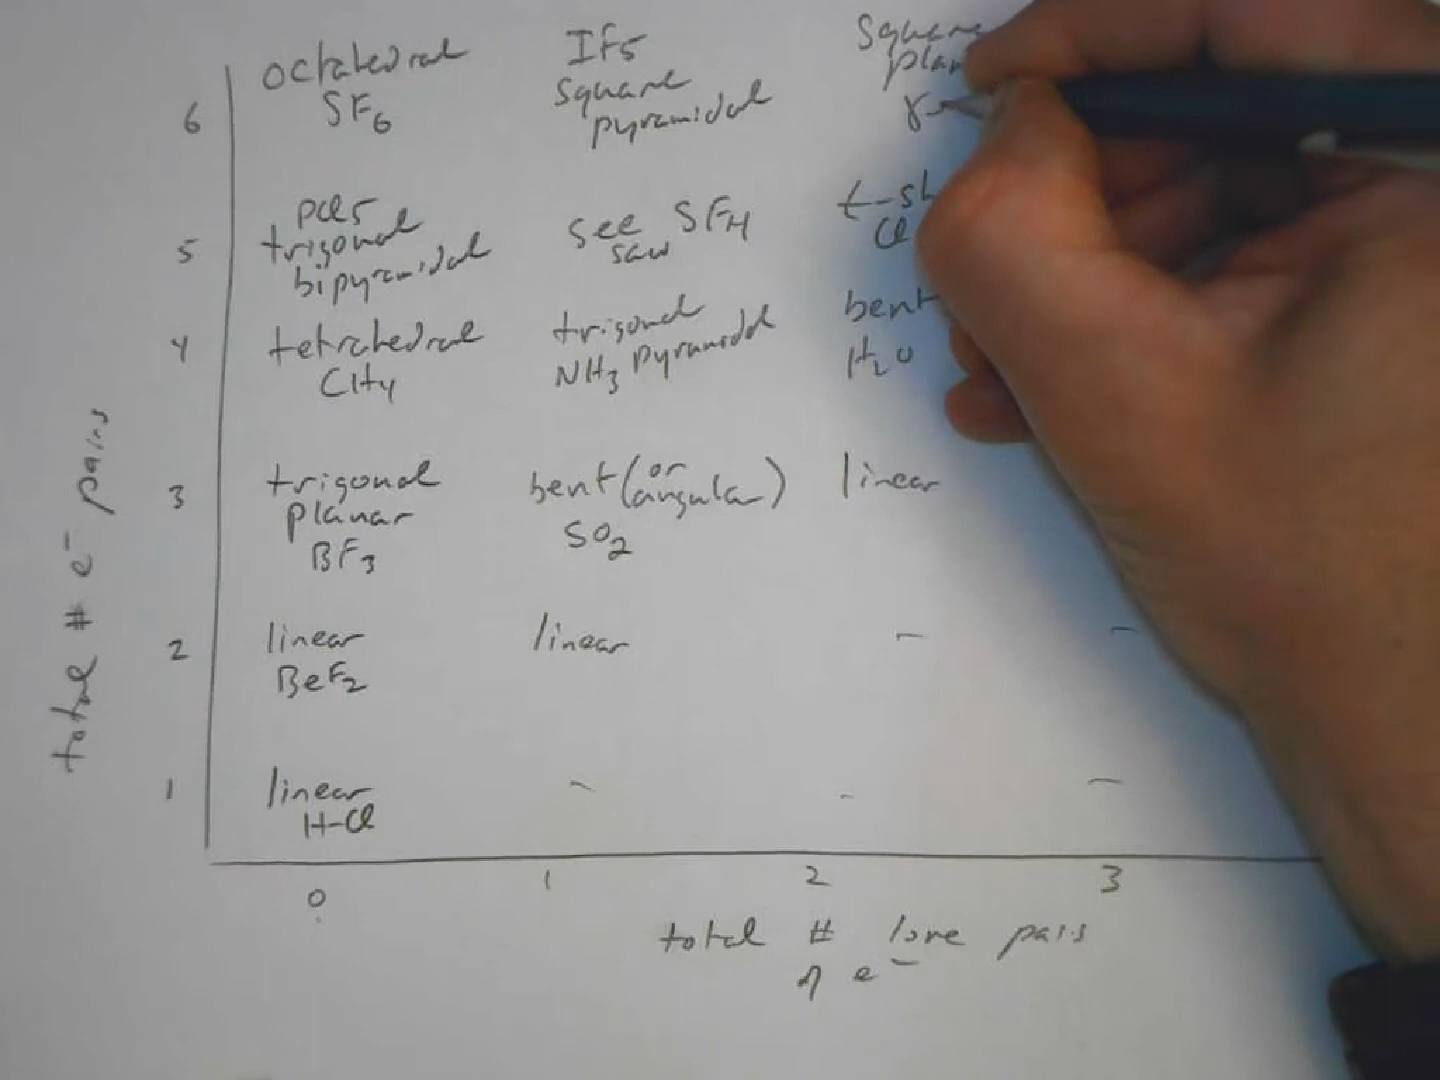 octahedral
SF6
IF5
square
pyramidal
6
PCl5
trigonal
bipyramidal
see SF4
saw
5
tetrahedral
CH4
trigonal
NH3 pyramidal
bent
H2O
4
trigonal
planar
BF3
bent (or angular)
SO2
linear
3
linear
BeF2
linear
-
-
2
linear
H-Cl
-
-
-
1
0
1
2
3
total # e- pairs
total # lone pairs
of e-